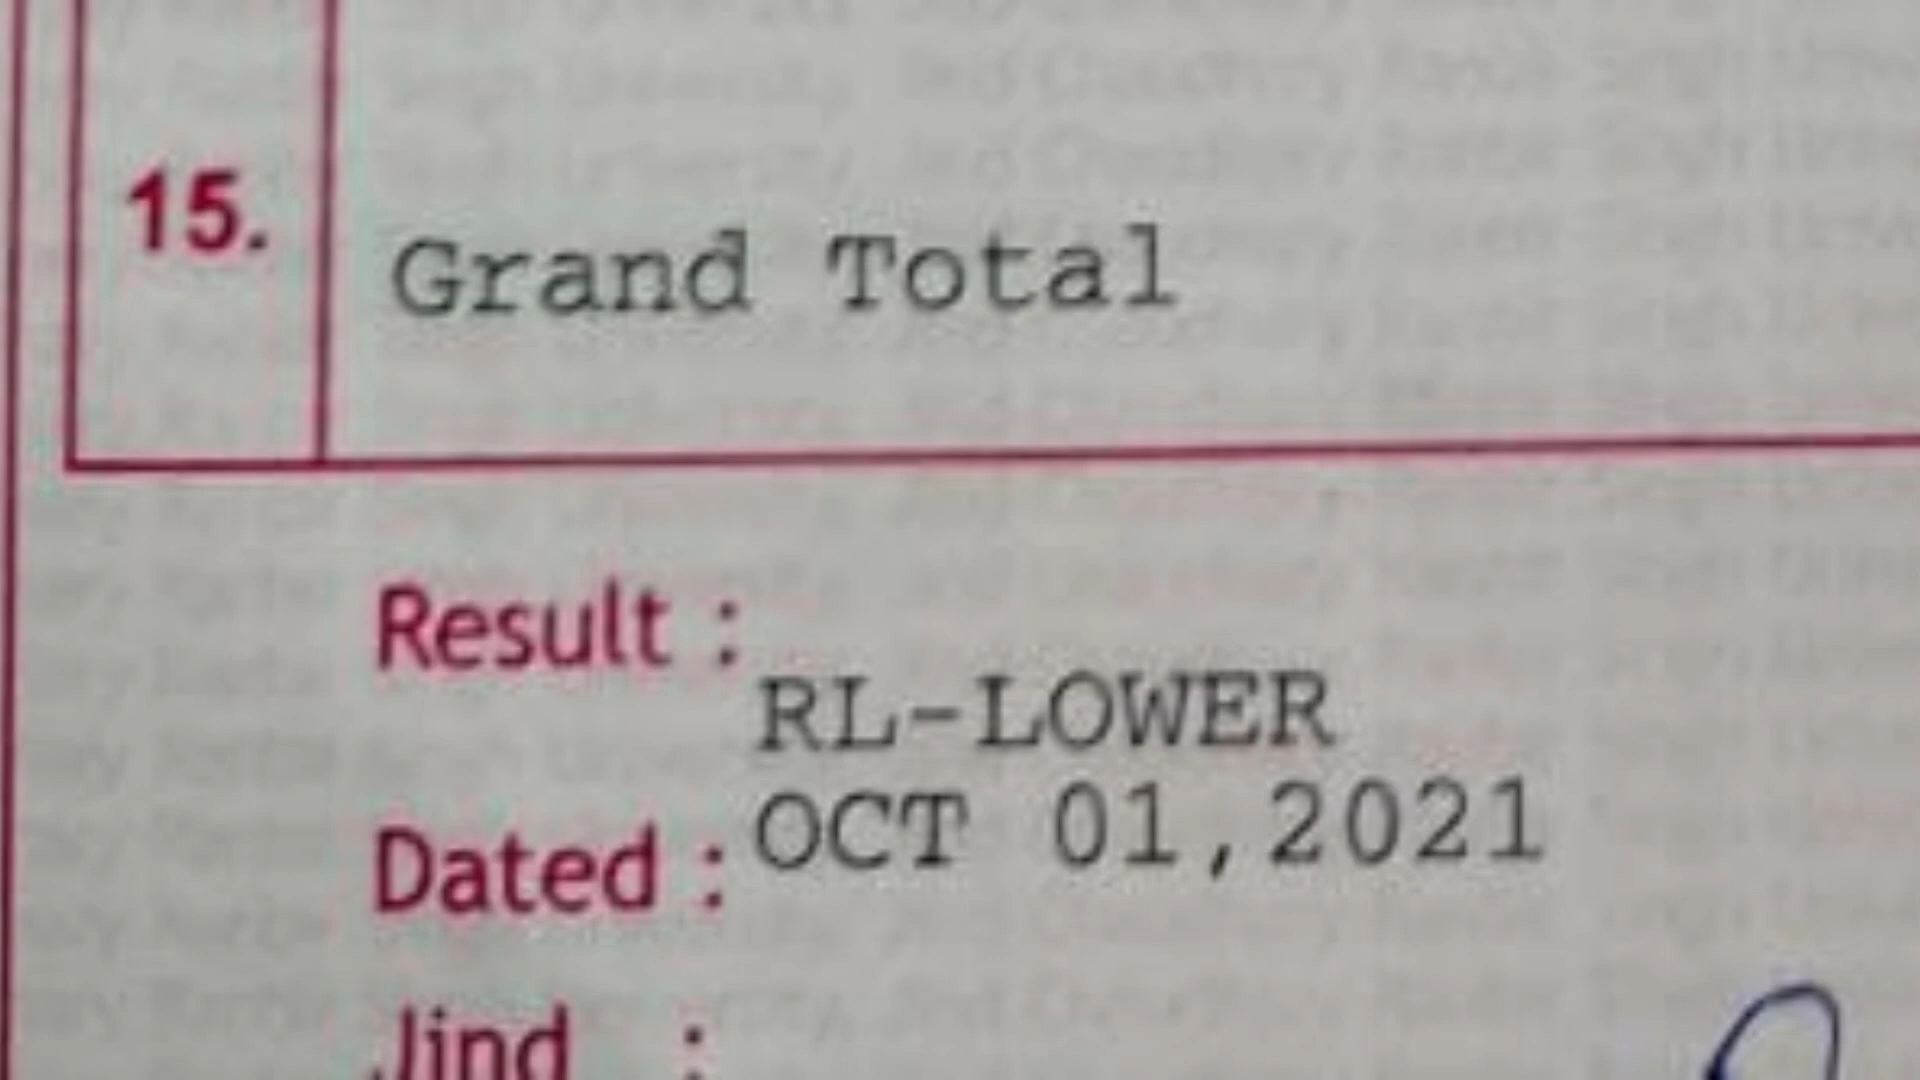 15. Grand Total
Result :
RL-LOWER
Dated : OCT 01,2021
Jind :